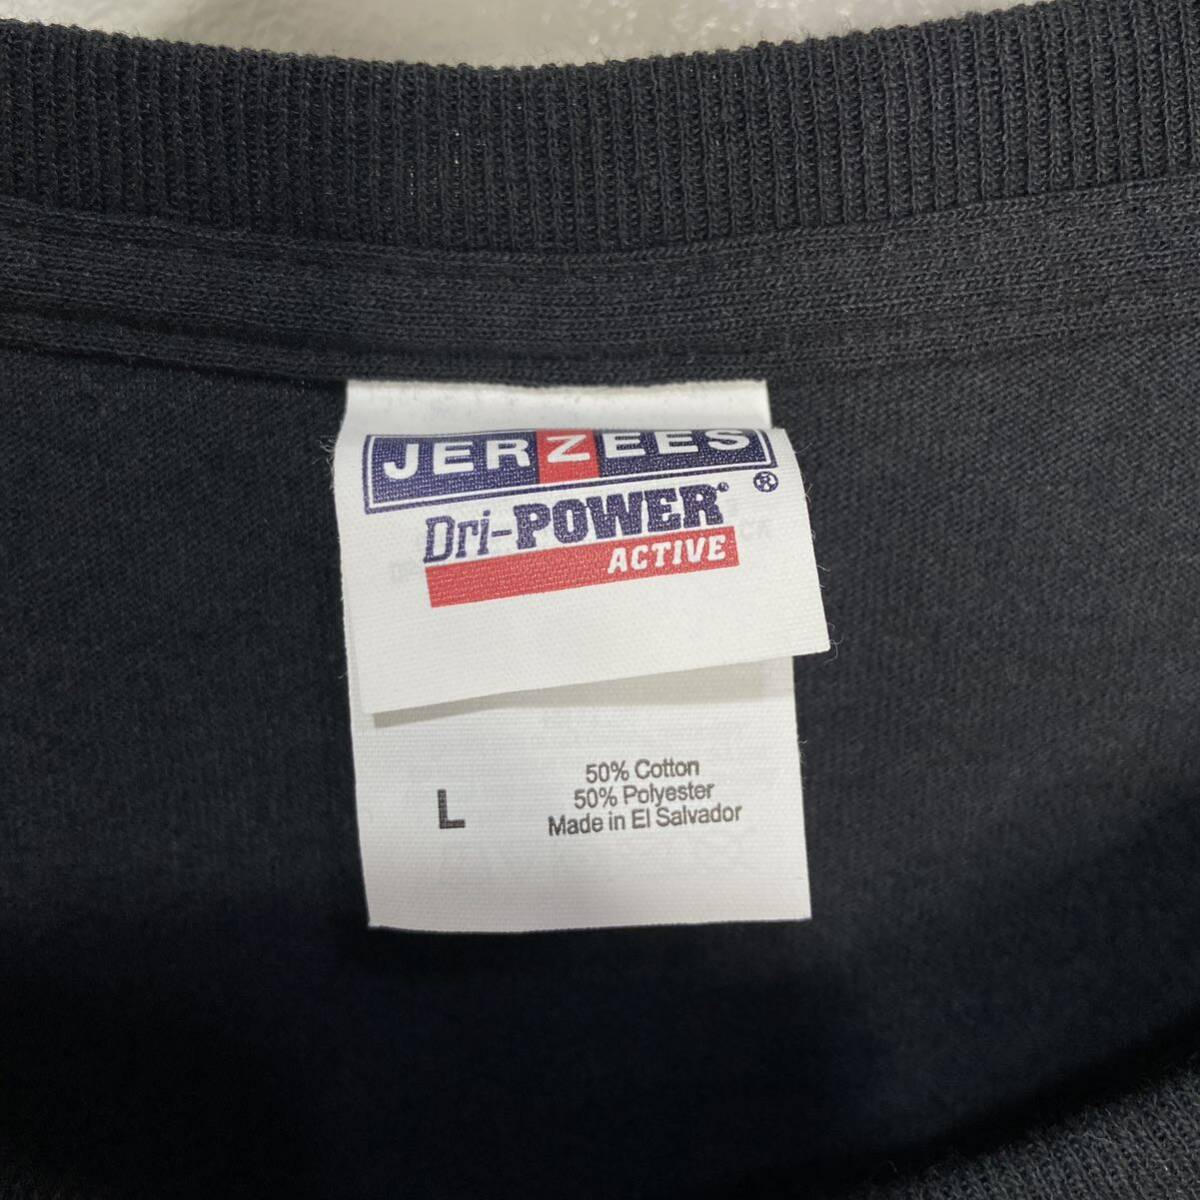 JERZEES
Dri-POWER ®
ACTIVE
L
50% Cotton
50% Polyester
Made in El Salvador